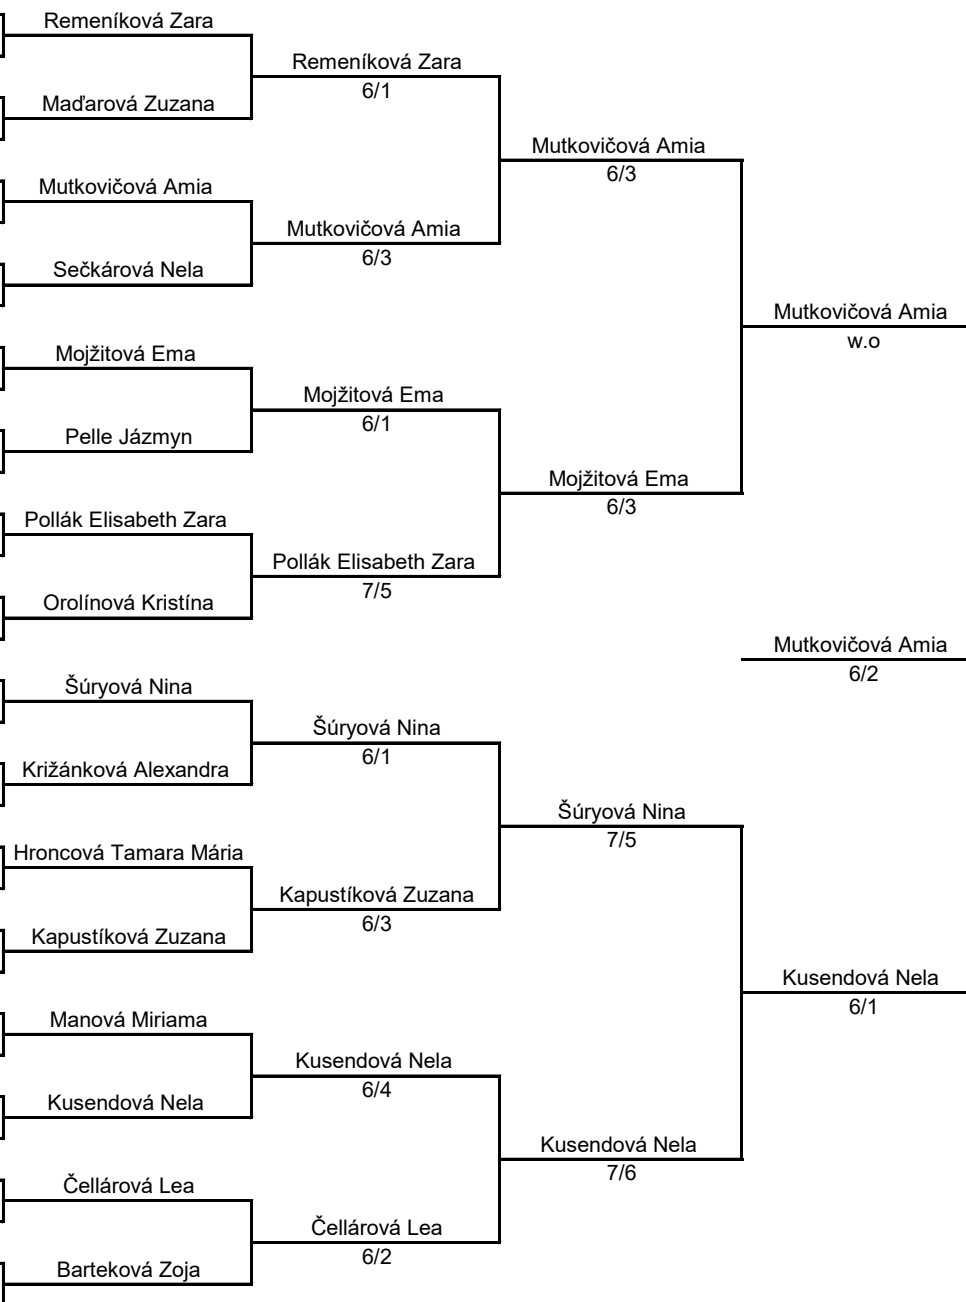 Remeníková Zara
Remeníková Zara
6/1
Maďarová Zuzana
Mutkovičová Amia
6/3
Mutkovičová Amia
Mutkovičová Amia
6/3
Sečkárová Nela
Mutkovičová Amia
w.o
Mojžitová Ema
Mojžitová Ema
6/1
Pelle Jázmyn
Mojžitová Ema
6/3
Pollák Elisabeth Zara
Pollák Elisabeth Zara
7/5
Orolínová Kristína
Mutkovičová Amia
6/2
Šúryová Nina
Šúryová Nina
6/1
Križánková Alexandra
Šúryová Nina
7/5
Hroncová Tamara Mária
Kapustíková Zuzana
6/3
Kapustíková Zuzana
Kusendová Nela
6/1
Manová Miriama
Kusendová Nela
6/4
Kusendová Nela
Kusendová Nela
7/6
Čellárová Lea
Čellárová Lea
6/2
Barteková Zoja